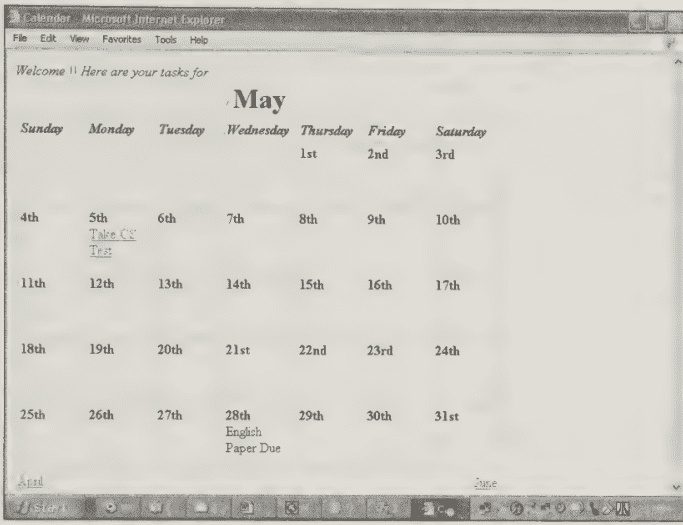 Calendar - Microsoft Internet Explorer
File Edit View Favorites Tools Help
Welcome !! Here are your tasks for
May
Sunday Monday Tuesday Wednesday Thursday Friday Saturday
1st 2nd 3rd
4th 5th 6th 7th 8th 9th 10th
Take
Test
11th 12th 13th 14th 15th 16th 17th
18th 19th 20th 21st 22nd 23rd 24th
25th 26th 27th 28th 29th 30th 31st
English
Paper Due
April June
Start